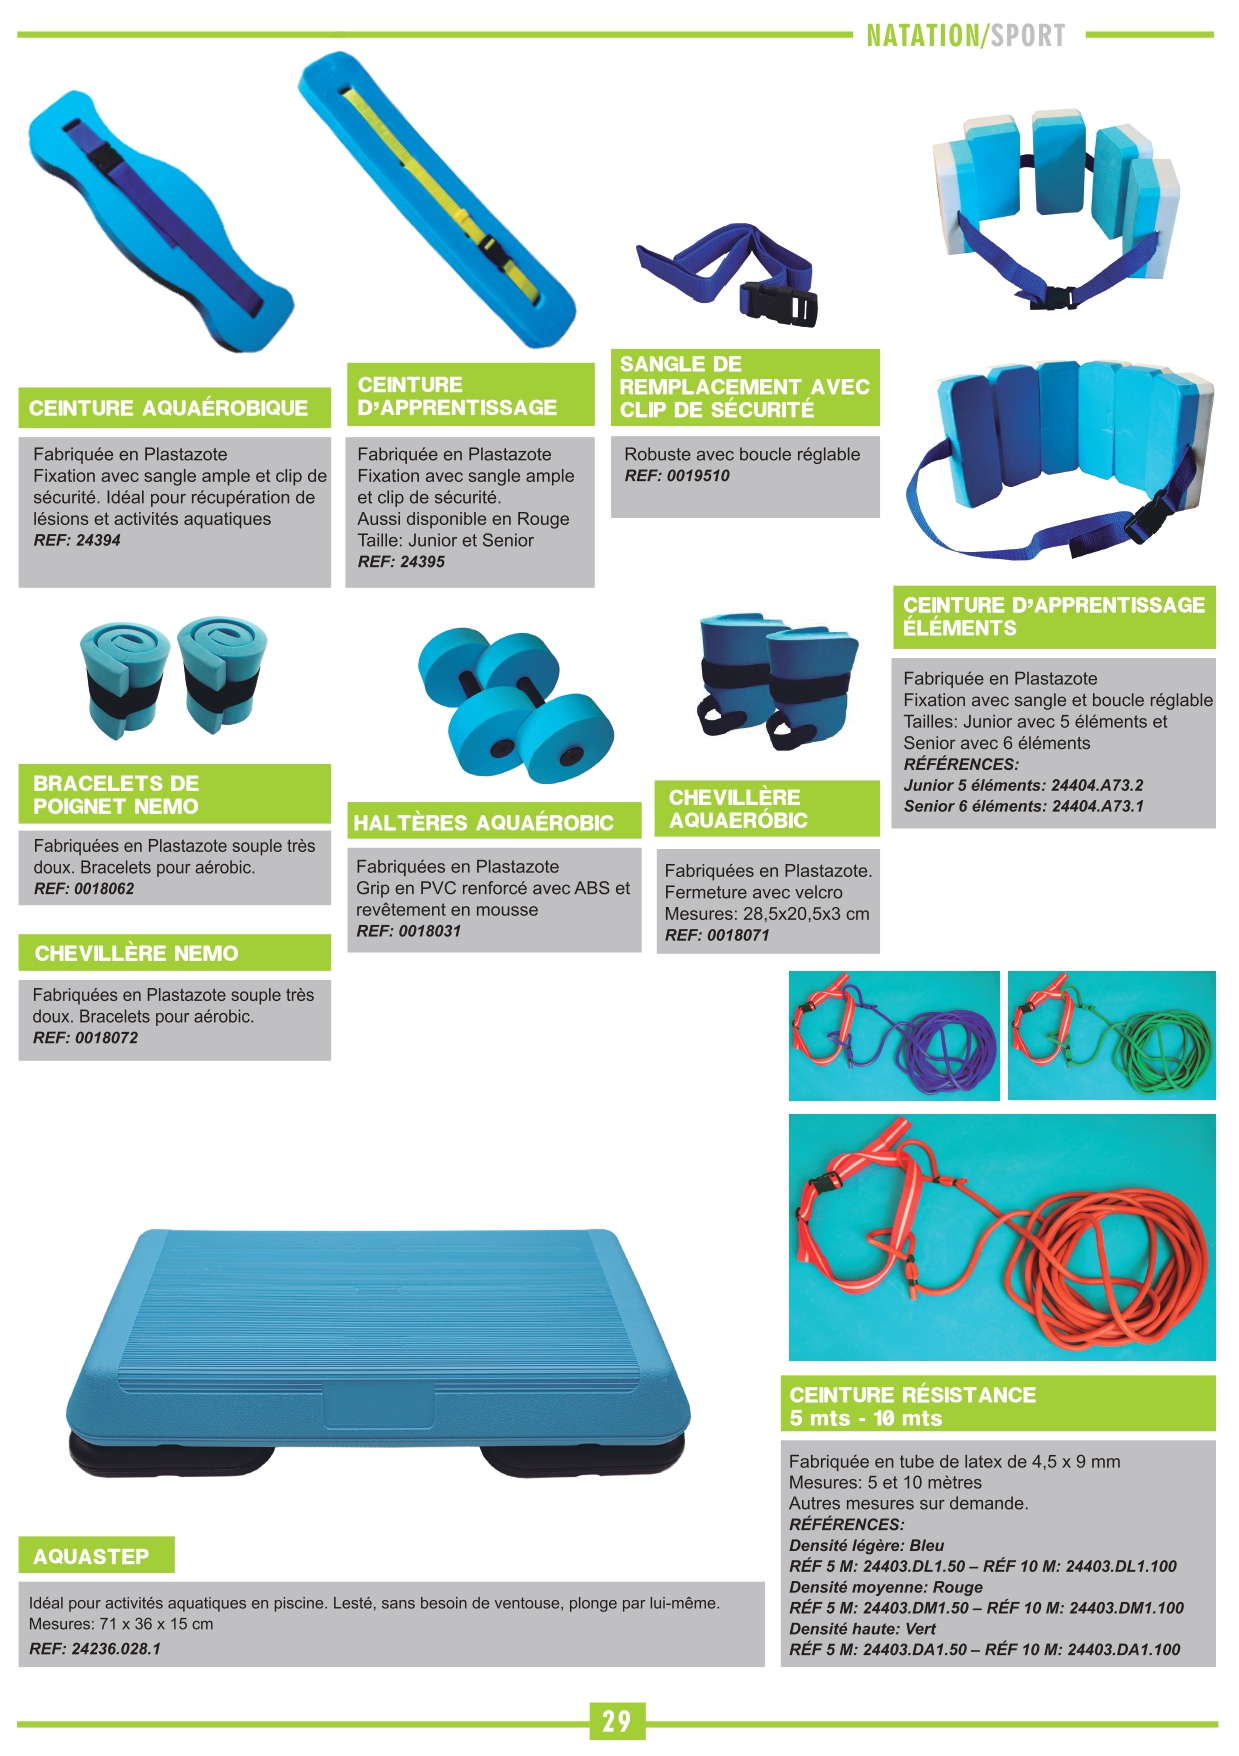 NATATION/SPORT
CEINTURE AQUAÉROBIQUE
Fabriquée en Plastazote
Fixation avec sangle ample et clip de
sécurité. Idéal pour récupération de
lésions et activités aquatiques
REF: 24394
CEINTURE
D'APPRENTISSAGE
Fabriquée en Plastazote
Fixation avec sangle ample
et clip de sécurité.
Aussi disponible en Rouge
Taille: Junior et Senior
REF: 24395
SANGLE DE
REMPLACEMENT AVEC
CLIP DE SÉCURITÉ
Robuste avec boucle réglable
REF: 0019510
CEINTURE D'APPRENTISSAGE
ÉLÉMENTS
Fabriquée en Plastazote
Fixation avec sangle et boucle réglable
Tailles: Junior avec 5 éléments et
Senior avec 6 éléments
RÉFÉRENCES:
Junior 5 éléments: 24404.A73.2
Senior 6 éléments: 24404.A73.1
BRACELETS DE
POIGNET NEMO
Fabriquées en Plastazote souple très
doux. Bracelets pour aérobic.
REF: 0018062
HALTÈRES AQUAÉROBIC
Fabriquées en Plastazote
Grip en PVC renforcé avec ABS et
revêtement en mousse
REF: 0018031
CHEVILLÈRE
AQUAERÓBIC
Fabriquées en Plastazote.
Fermeture avec velcro
Mesures: 28,5x20,5x3 cm
REF: 0018071
CHEVILLÈRE NEMO
Fabriquées en Plastazote souple très
doux. Bracelets pour aérobic.
REF: 0018072
CEINTURE RÉSISTANCE
5 mts - 10 mts
Fabriquée en tube de latex de 4,5 x 9 mm
Mesures: 5 et 10 mètres
Autres mesures sur demande.
RÉFÉRENCES:
Densité légère: Bleu
RÉF 5 M: 24403.DL1.50 – RÉF 10 M: 24403.DL1.100
Densité moyenne: Rouge
RÉF 5 M: 24403.DM1.50 – RÉF 10 M: 24403.DM1.100
Densité haute: Vert
RÉF 5 M: 24403.DA1.50 – RÉF 10 M: 24403.DA1.100
AQUASTEP
Idéal pour activités aquatiques en piscine. Lesté, sans besoin de ventouse, plonge par lui-même.
Mesures: 71 x 36 x 15 cm
REF: 24236.028.1
29